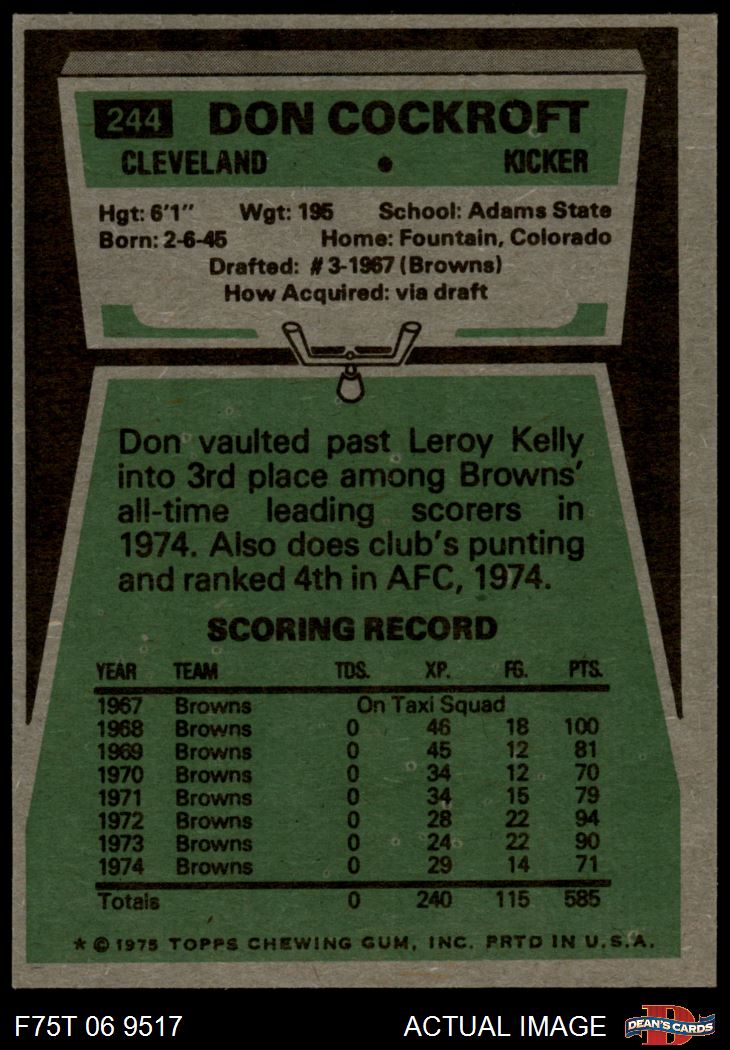 244 DON COCKROFT
CLEVELAND • KICKER
Hgt: 6'1" Wgt: 195 School: Adams State
Born: 2-6-45 Home: Fountain, Colorado
Drafted: #3-1967 (Browns)
How Acquired: via draft
Don vaulted past Leroy Kelly
into 3rd place among Browns'
all-time leading scorers in
1974. Also does club's punting
and ranked 4th in AFC, 1974.
SCORING RECORD
YEAR TEAM TDS. XP. FG. PTS.
1967 Browns On Taxi Squad
1968 Browns 0 46 18 100
1969 Browns 0 45 12 81
1970 Browns 0 34 12 70
1971 Browns 0 34 15 79
1972 Browns 0 28 22 94
1973 Browns 0 24 22 90
1974 Browns 0 29 14 71
Totals 0 240 115 585
* © 1975 TOPPS CHEWING GUM, INC. PRTD IN U.S.A.
F75T 06 9517 ACTUAL IMAGE D DEAN'S CARDS